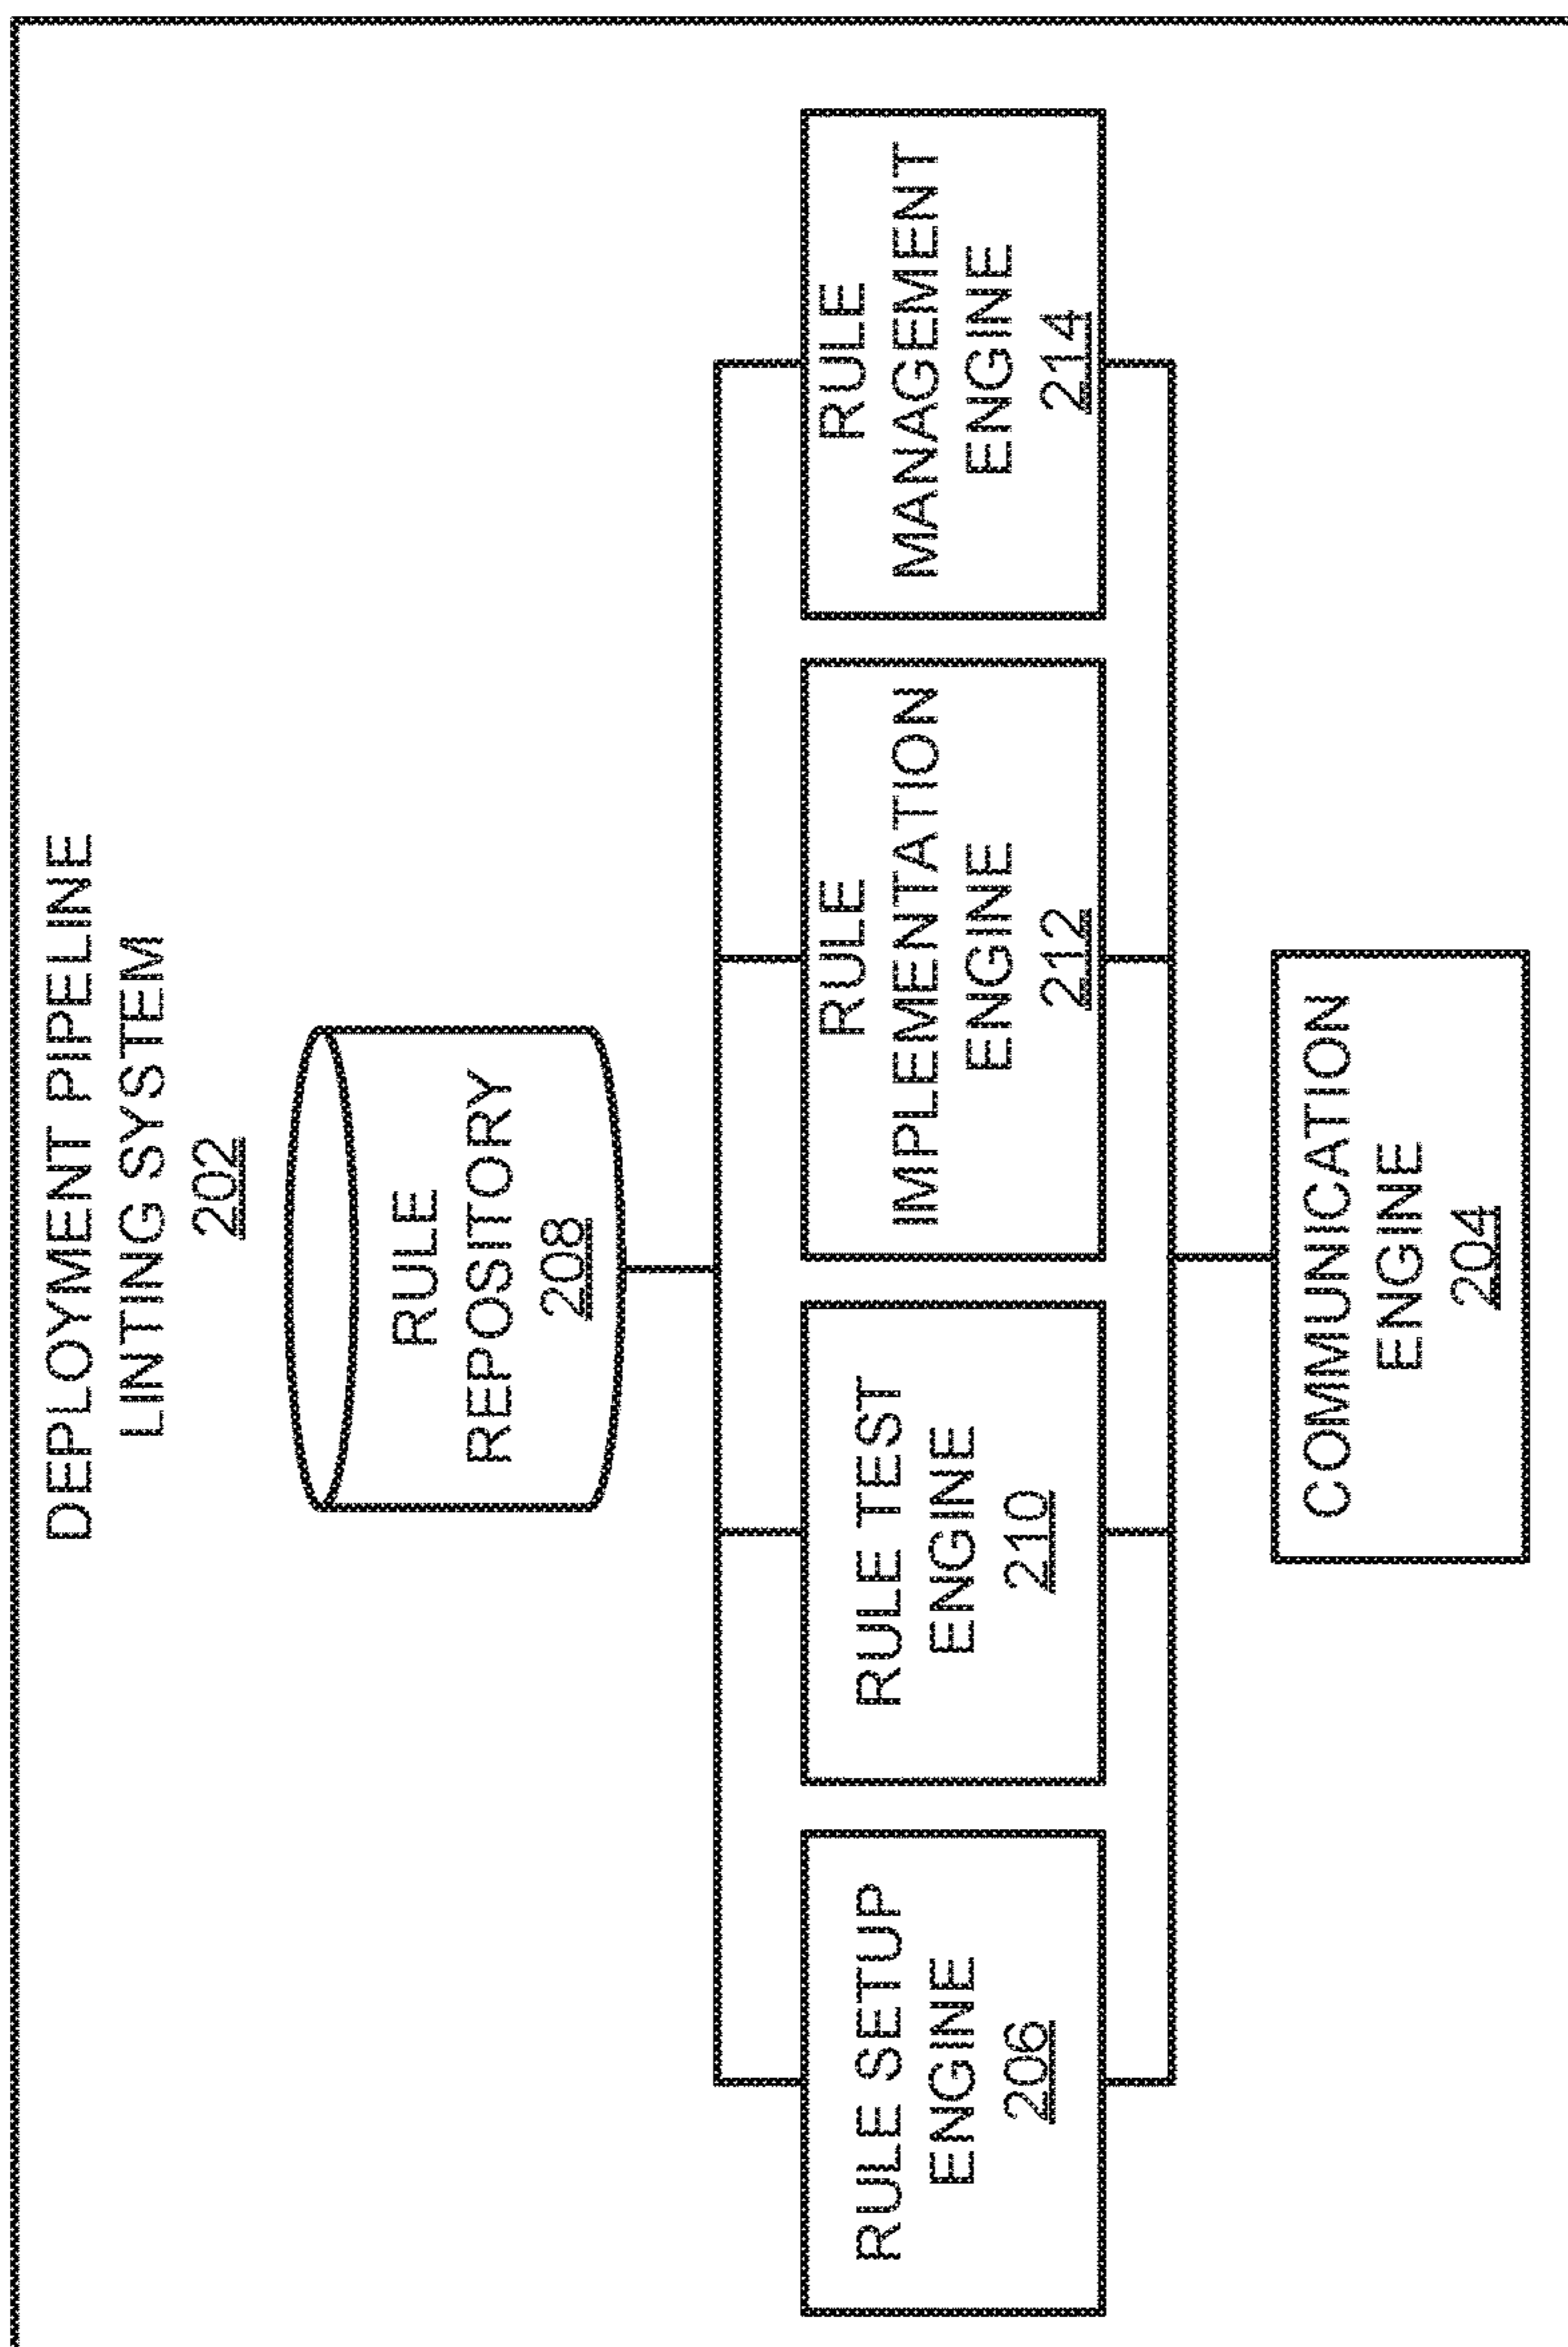 DEPLOYMENT PIPELINE
LINTING SYSTEM
202
RULE
REPOSITORY
208
RULE SETUP
ENGINE
206
RULE TEST
ENGINE
210
RULE
IMPLEMENTATION
ENGINE
212
RULE
MANAGEMENT
ENGINE
214
COMMUNICATION
ENGINE
204